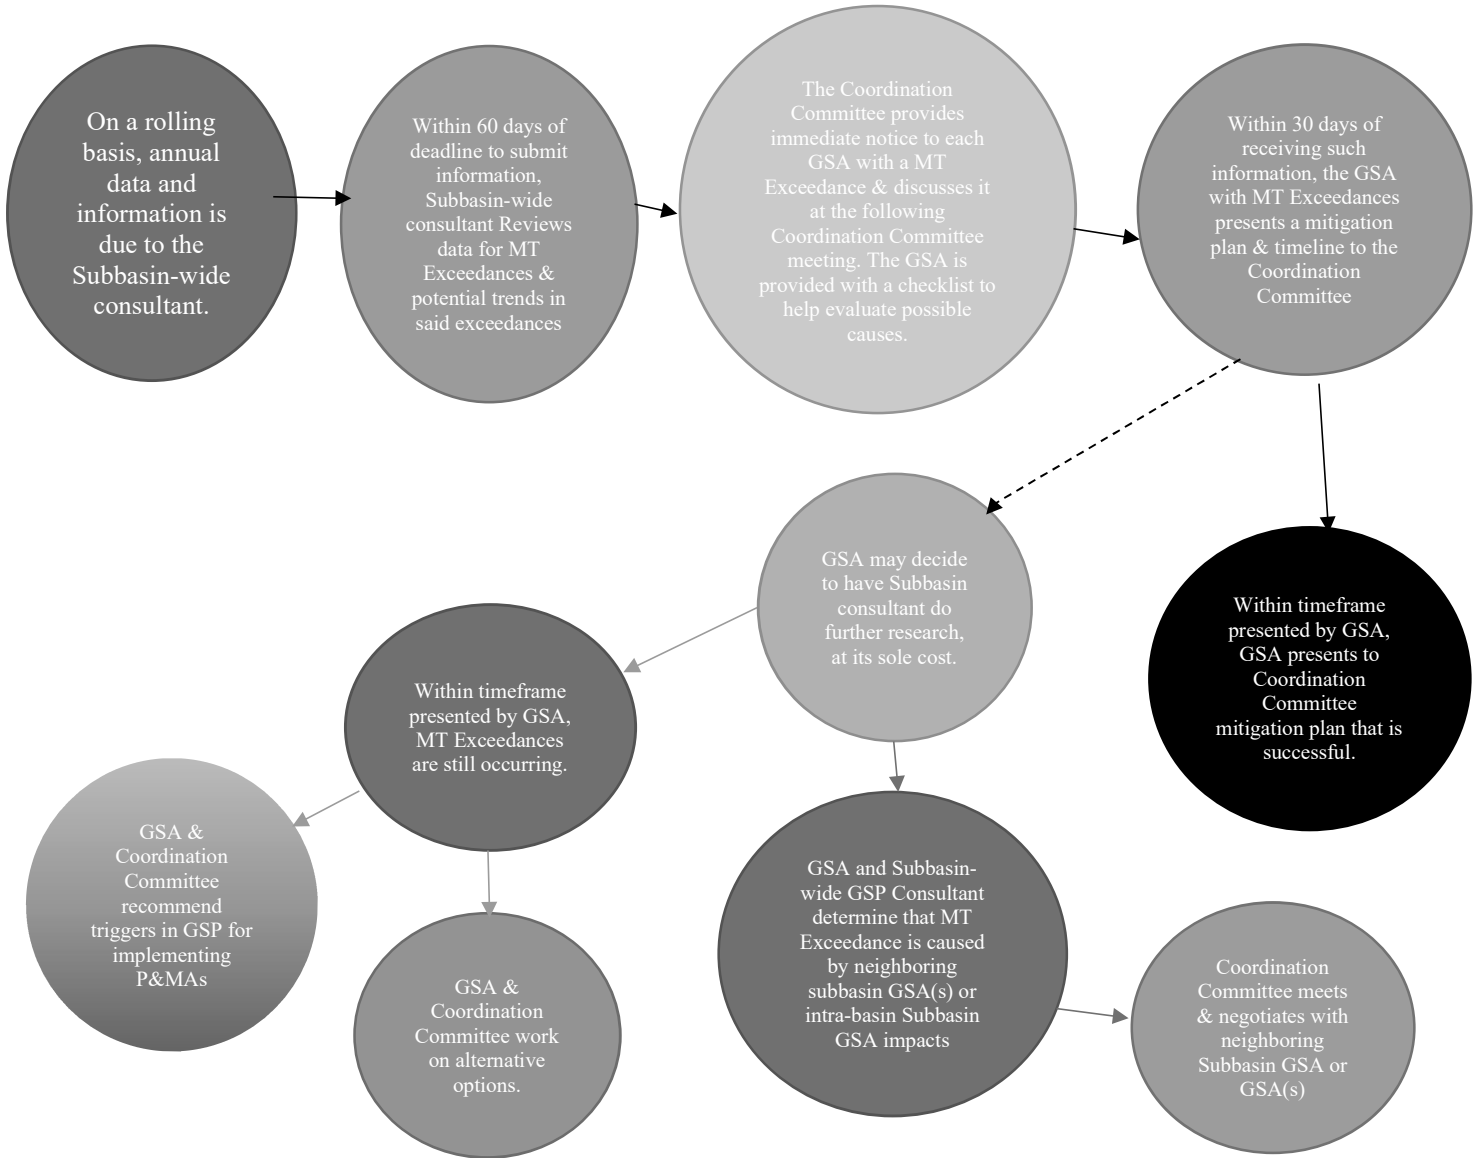 On a rolling
basis, annual
data and
information is
due to the
Subbasin-wide
consultant.
Within 60 days of
deadline to submit
information,
Subbasin-wide
consultant Reviews
data for MT
Exceedances &
potential trends in
said exceedances
The Coordination
Committee provides
immediate notice to each
GSA with a MT
Exceedance & discusses it
at the following
Coordination Committee
meeting. The GSA is
provided with a checklist to
help evaluate possible
causes.
Within 30 days of
receiving such
information, the GSA
with MT Exceedances
presents a mitigation
plan & timeline to the
Coordination
Committee
GSA may decide
to have Subbasin
consultant do
further research,
at its sole cost.
Within timeframe
presented by GSA,
GSA presents to
Coordination
Committee
mitigation plan that is
successful.
Within timeframe
presented by GSA,
MT Exceedances
are still occurring.
GSA &
Coordination
Committee
recommend
triggers in GSP for
implementing
P&MAs
GSA &
Coordination
Committee work
on alternative
options.
GSA and Subbasin-
wide GSP Consultant
determine that MT
Exceedance is caused
by neighboring
subbasin GSA(s) or
intra-basin Subbasin
GSA impacts
Coordination
Committee meets
& negotiates with
neighboring
Subbasin GSA or
GSA(s)